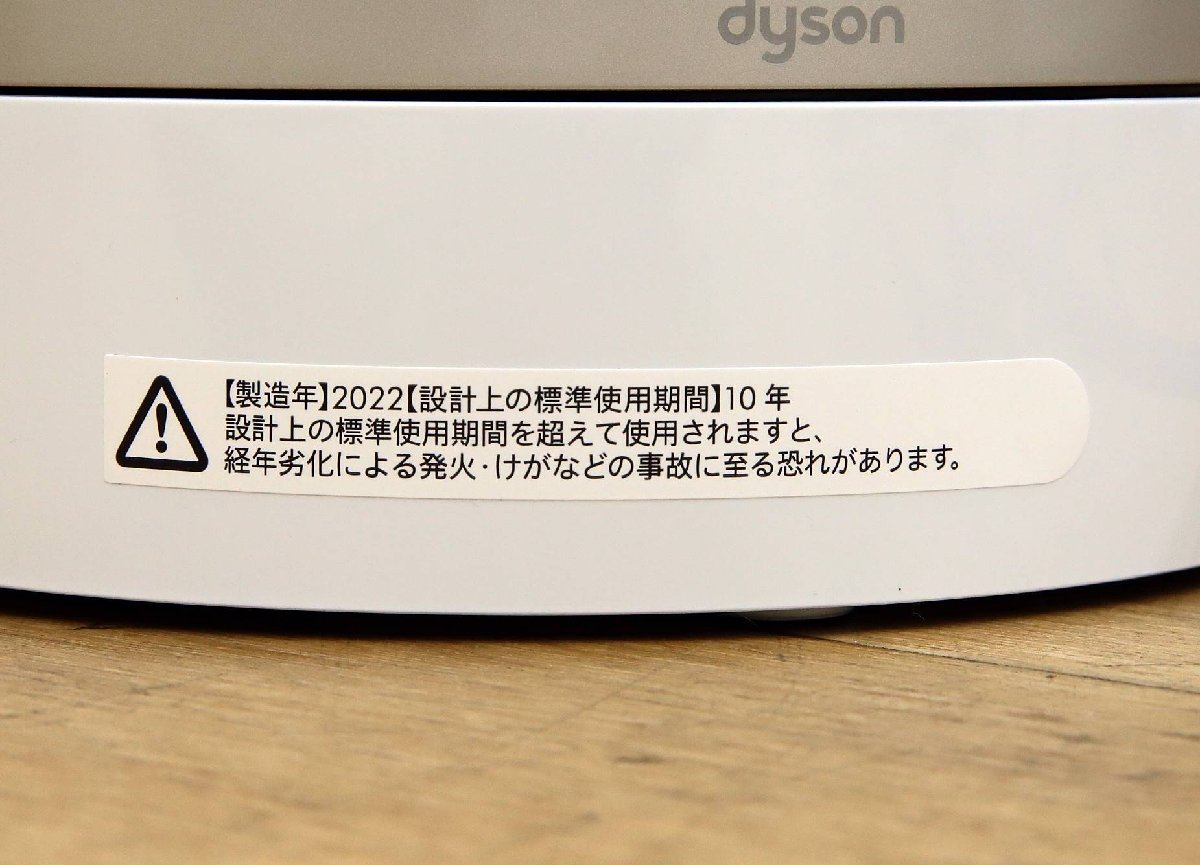 dyson
【製造年】2022【設計上の標準使用期間】10 年
設計上の標準使用期間を超えて使用されますと、
経年劣化による発火・けがなどの事故に至る恐れがあります。